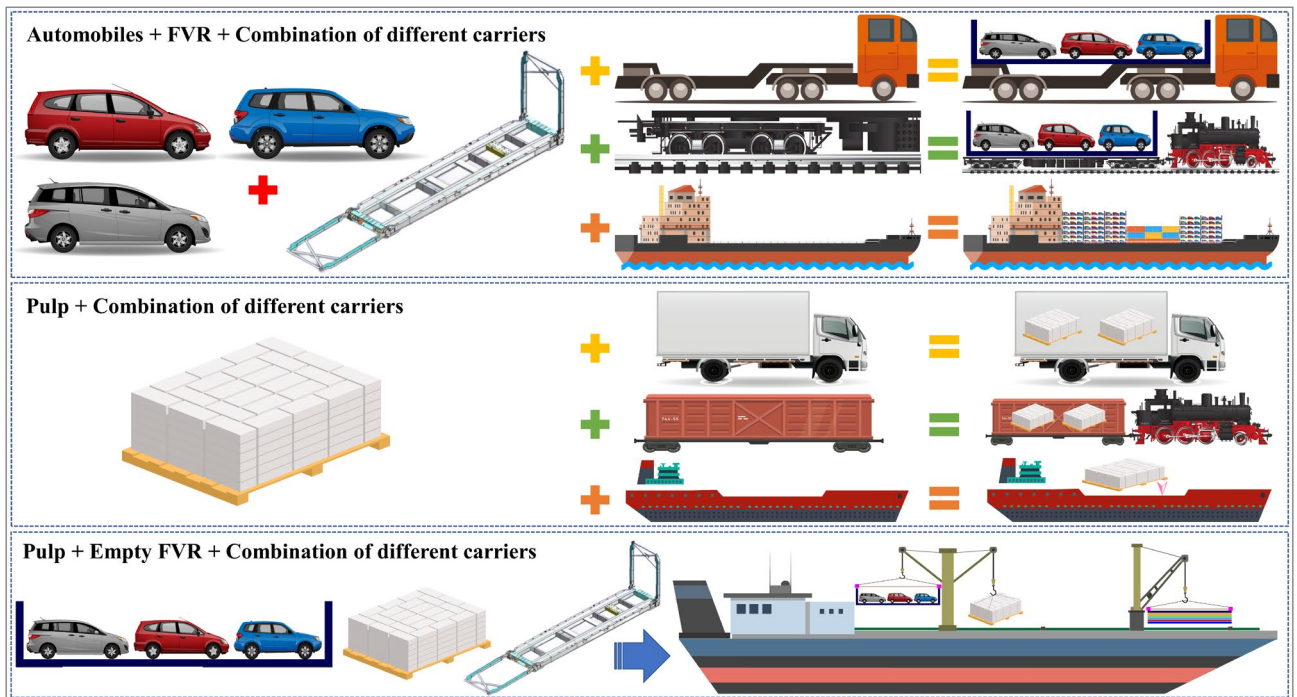 Automobiles + FVR + Combination of different carriers
Pulp + Combination of different carriers
Pulp + Empty FVR + Combination of different carriers